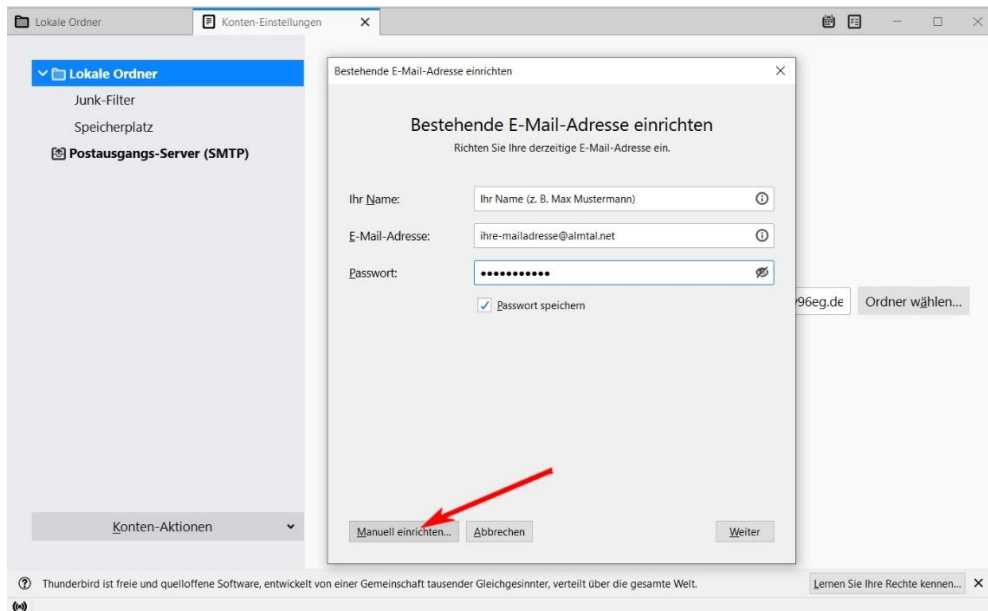 Lokale Ordner
Konten-Einstellungen
Lokale Ordner
Junk-Filter
Speicherplatz
Postausgangs-Server (SMTP)
Konten-Aktionen
Bestehende E-Mail-Adresse einrichten
Bestehende E-Mail-Adresse einrichten
Richten Sie Ihre derzeitige E-Mail-Adresse ein.
Ihr Name: Ihr Name (z. B. Max Mustermann)
E-Mail-Adresse: ihre-mailadresse@almtal.net
Passwort: •••••••••••
Passwort speichern
Manuell einrichten... Abbrechen Weiter
96eg.de Ordner wählen...
Thunderbird ist freie und quelloffene Software, entwickelt von einer Gemeinschaft tausender Gleichgesinnter, verteilt über die gesamte Welt. Lernen Sie Ihre Rechte kennen...